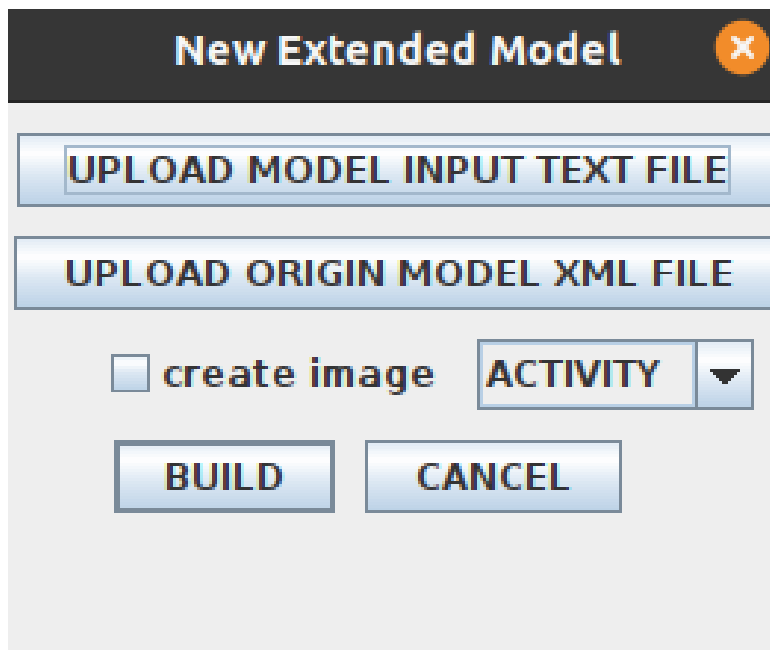 New Extended Model
UPLOAD MODEL INPUT TEXT FILE
UPLOAD ORIGIN MODEL XML FILE
create image ACTIVITY
BUILD CANCEL